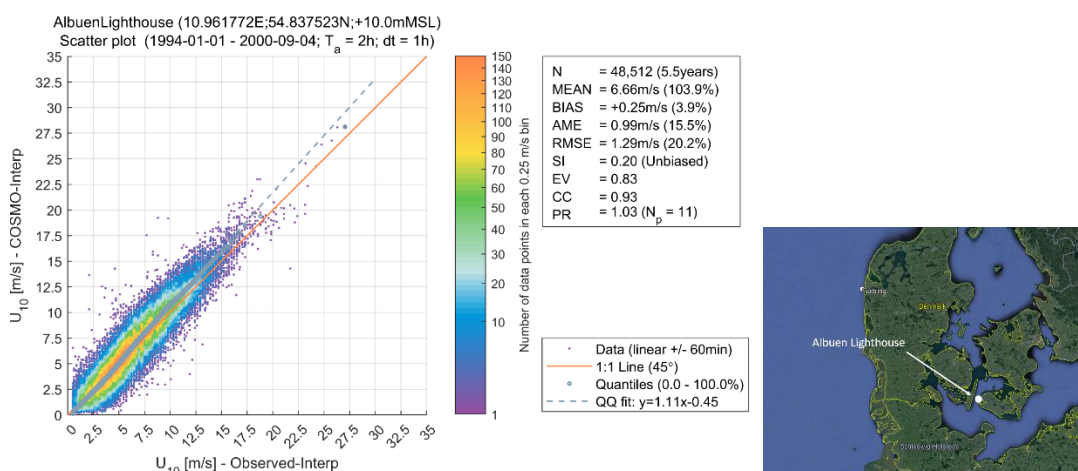 AlbuenLighthouse (10.961772E;54.837523N;+10.0mMSL)
Scatter plot (1994-01-01 - 2000-09-04; Ta = 2h; dt = 1h)
35
32.5
30
27.5
25
22.5
20
17.5
15
12.5
10
7.5
5
2.5
0
U10 [m/s] - COSMO-Interp
0
2.5
5
7.5
10
12.5
15
17.5
20
22.5
25
27.5
30
32.5
35
U10 [m/s] - Observed-Interp
150
140
130
120
110
100
90
80
70
60
50
40
30
20
10
1
Number of data points in each 0.25 m/s bin
N = 48,512 (5.5years)
MEAN = 6.66m/s (103.9%)
BIAS = +0.25m/s (3.9%)
AME = 0.99m/s (15.5%)
RMSE = 1.29m/s (20.2%)
SI = 0.20 (Unbiased)
EV = 0.83
CC = 0.93
PR = 1.03 (Np = 11)
Data (linear +/- 60min)
1:1 Line (45°)
Quantiles (0.0 - 100.0%)
QQ fit: y=1.11x-0.45
Denmark
Albuen Lighthouse
Schleswig-Holstein